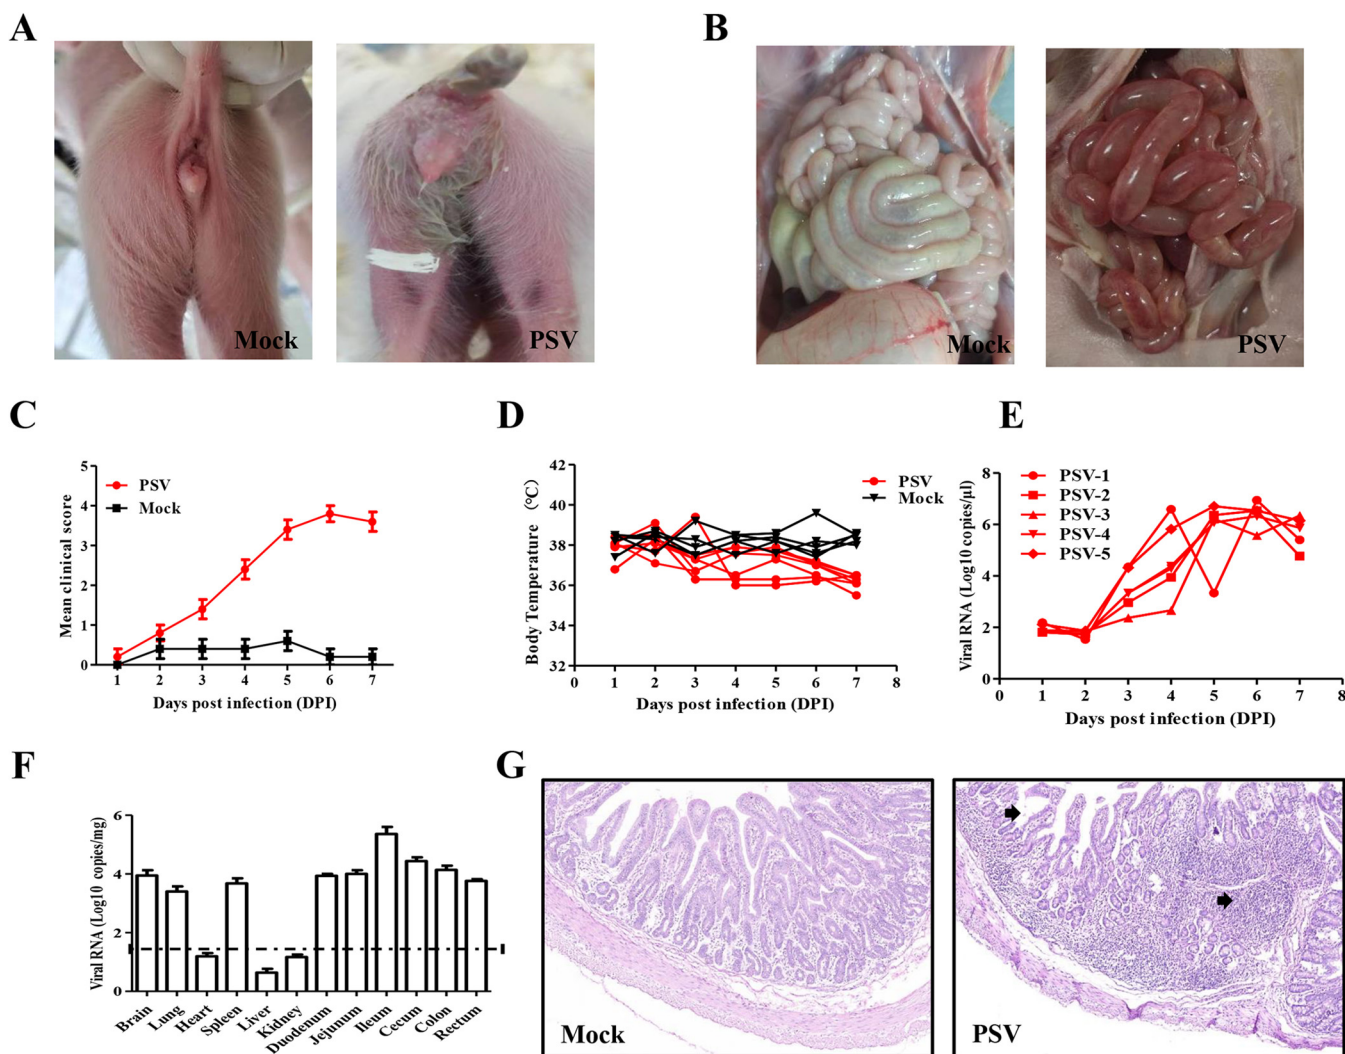 A
B
Mock
PSV
Mock
PSV
C
D
E
Mean clinical score
5
4
3
2
1
0
PSV
Mock
1 2 3 4 5 6 7
Days post infection (DPI)
Body Temperature (℃)
42
40
38
36
34
32
PSV
Mock
0 1 2 3 4 5 6 7 8
Days post infection (DPI)
Viral RNA (Log10 copies/μl)
8
6
4
2
0
PSV-1
PSV-2
PSV-3
PSV-4
PSV-5
0 1 2 3 4 5 6 7 8
Days post infection (DPI)
F
G
Viral RNA (Log10 copies/mg)
6
4
2
0
Brain
Lung
Heart
Spleen
Liver
Kidney
Duodenum
Jejunum
Ileum
Cecum
Colon
Rectum
Mock
PSV